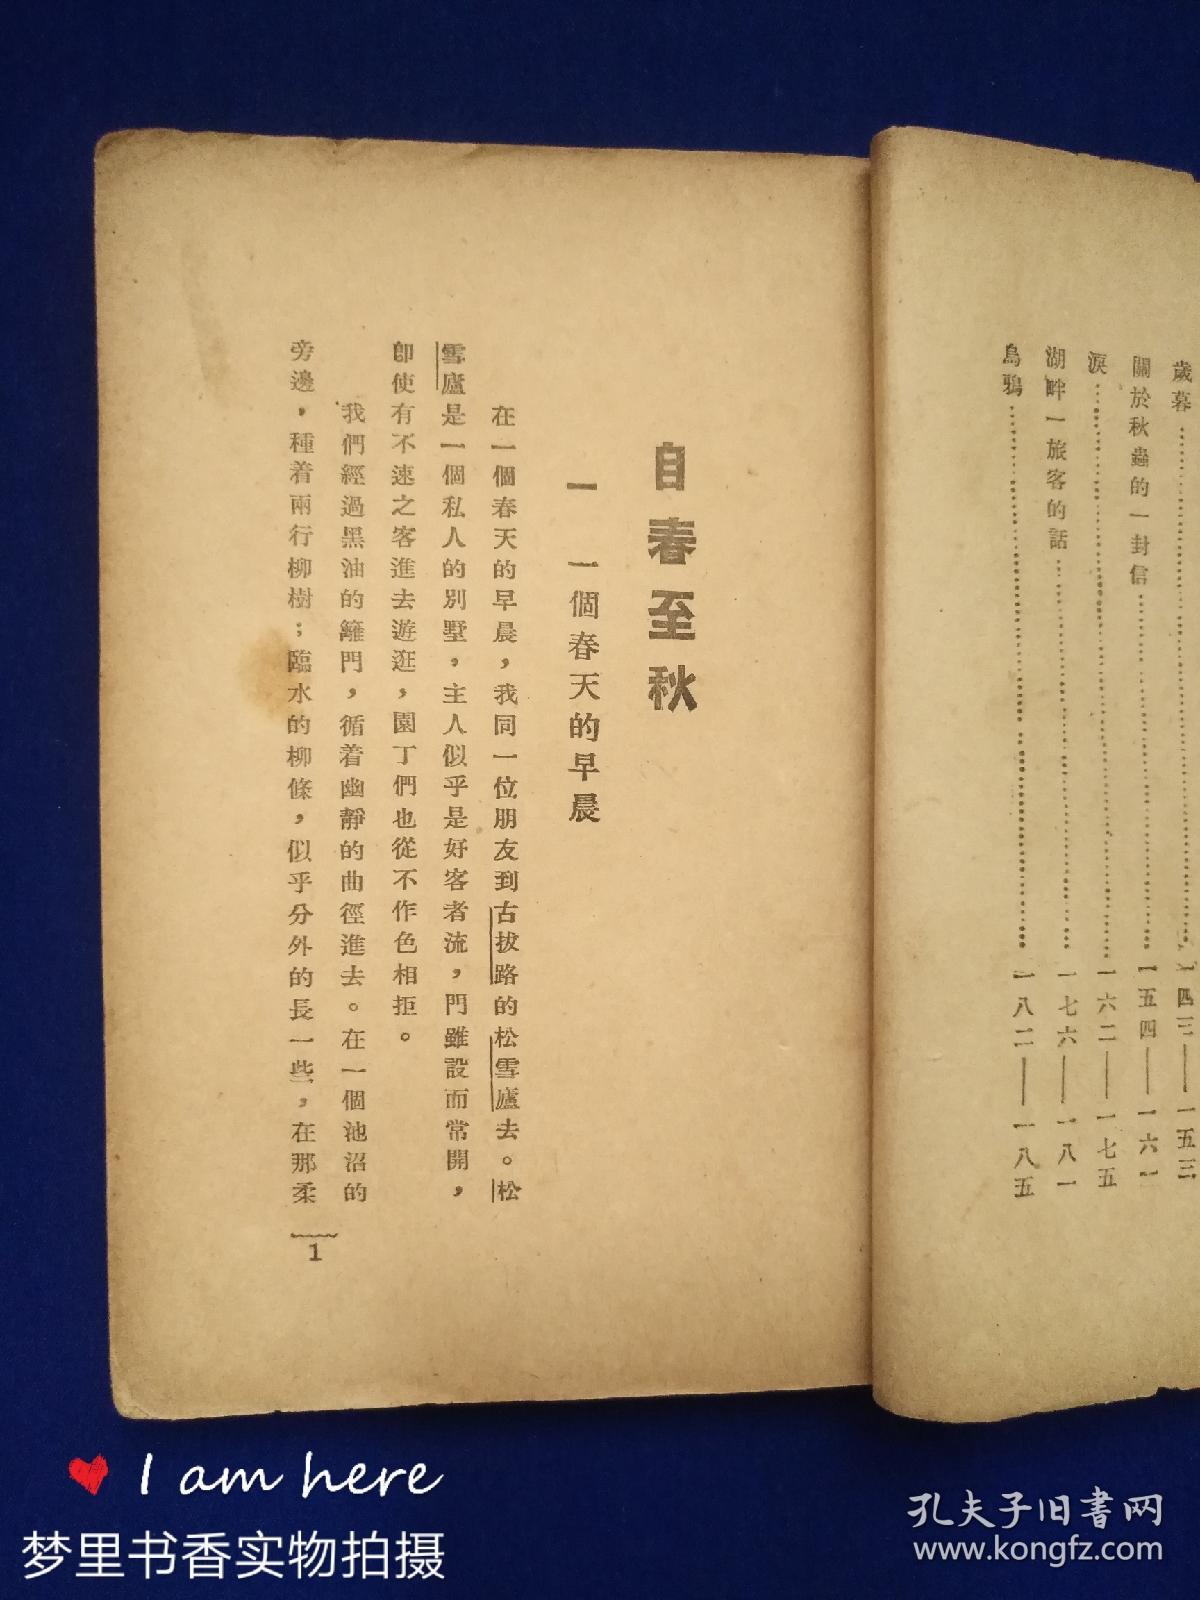 歲暮⋯⋯一四三——一五三
關於秋蟲的一封信⋯⋯一五四——一六一
淚⋯⋯一六二——一七五
湖畔一旅客的話⋯⋯一七六——一八一
烏鴉⋯⋯一八二——一八五
自春至秋
一 一個春天的早晨
在一個春天的早晨，我同一位朋友到古拔路的松雪廬去。松
雪廬是一個私人的別墅，主人似乎是好客者流，門雖設而常開，
卽使有不速之客進去遊逛，園丁們也從不作色相拒。
我們經過黑油的籬門，循着幽靜的曲徑進去。在一個池沼的
旁邊，種着兩行柳樹；臨水的柳條，似乎分外的長一些，在那柔
1
I am here
梦里书香实物拍摄
孔夫子旧书网
www.kongfz.com